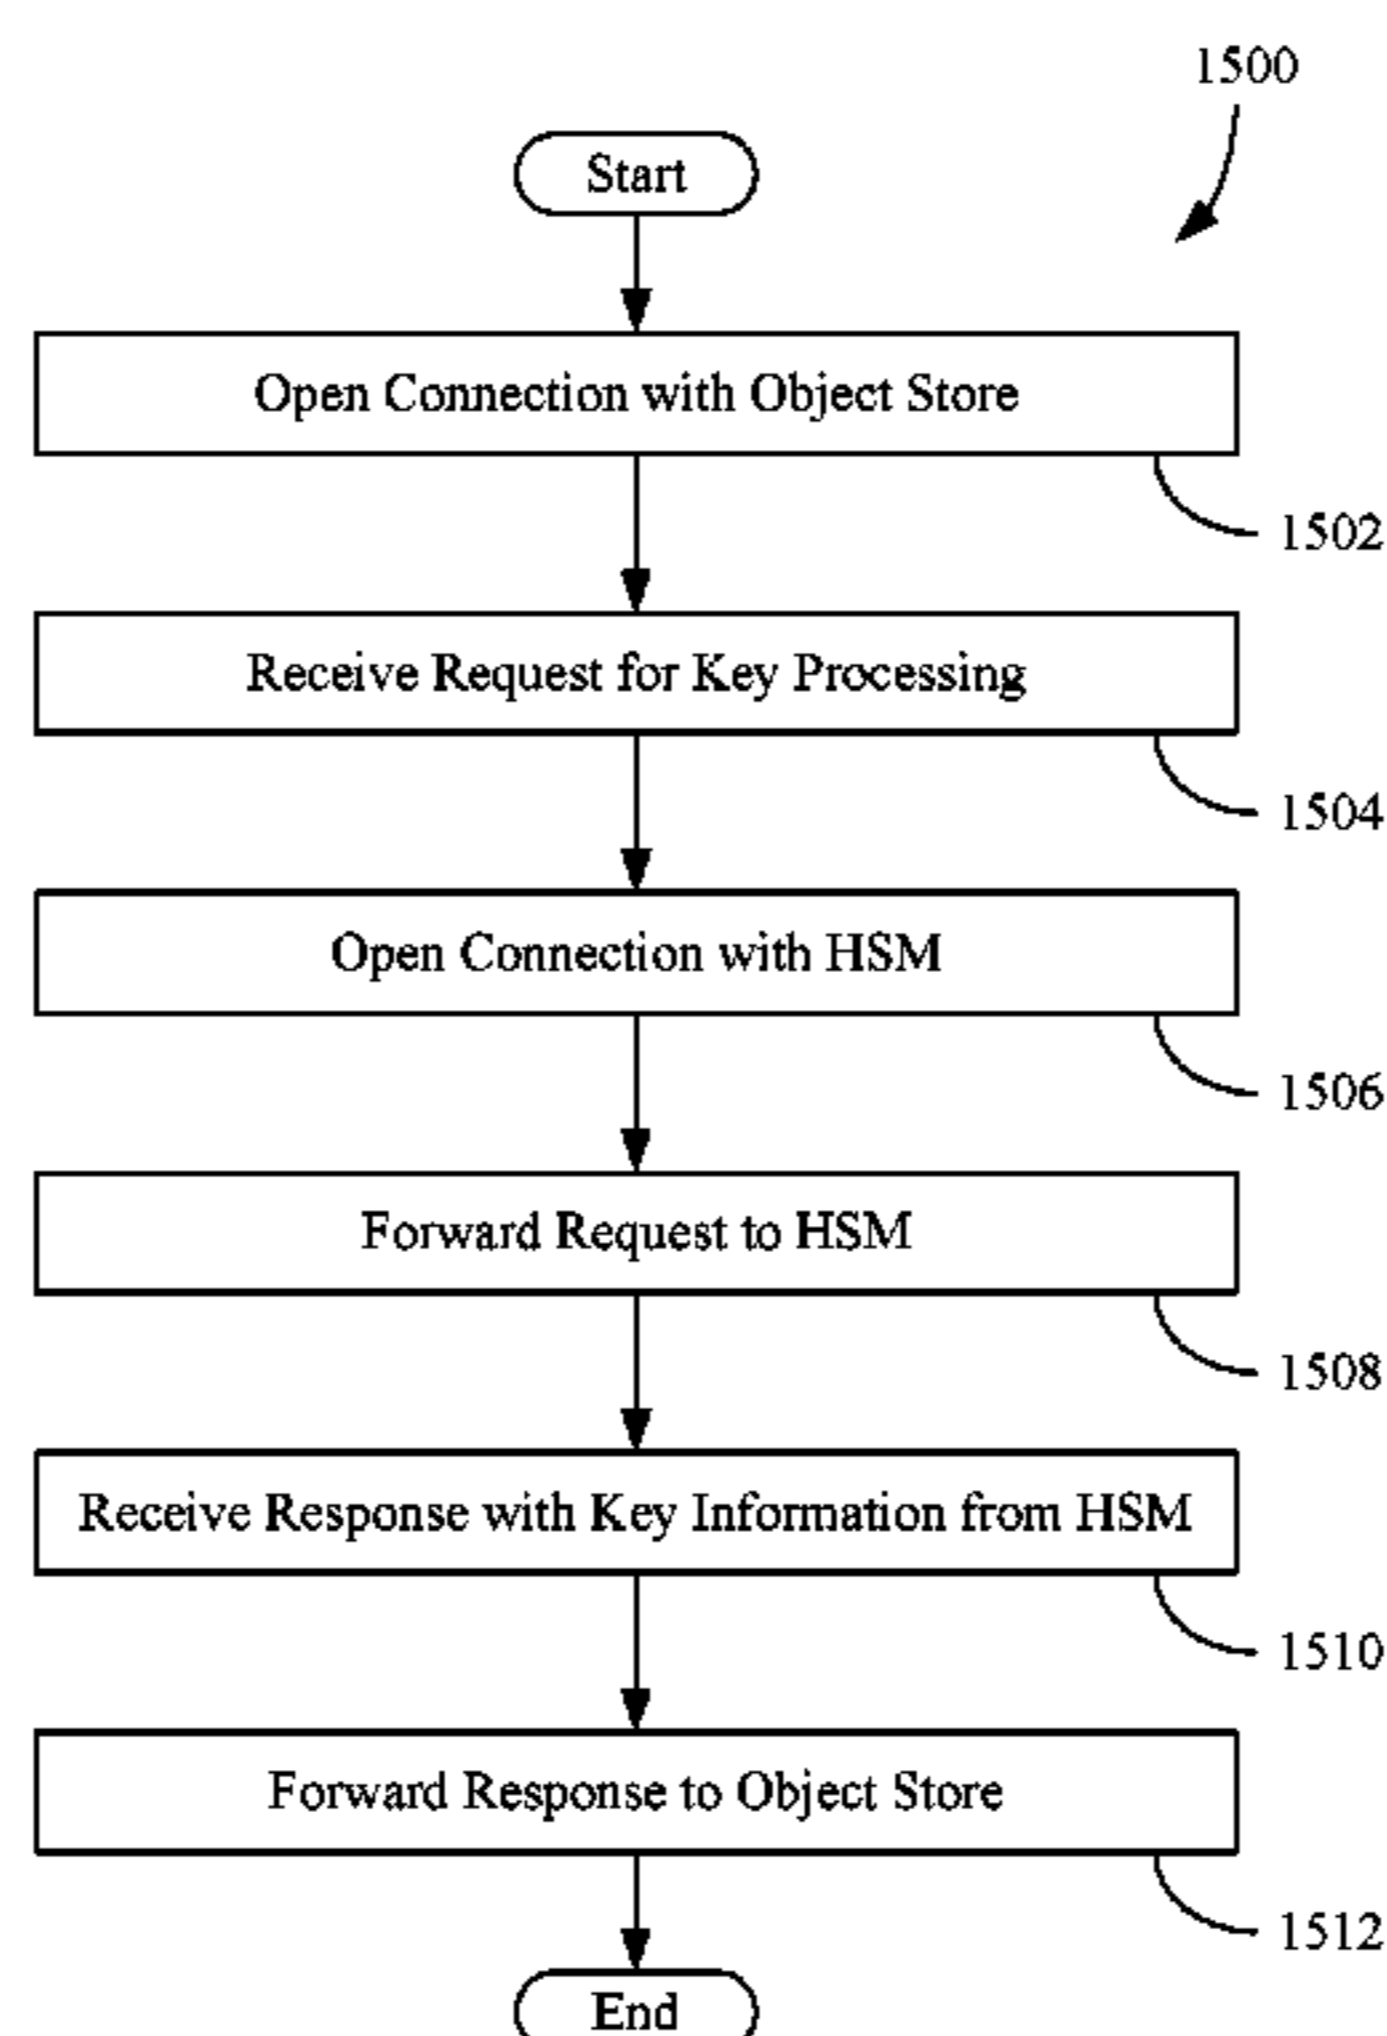 1500
Start
Open Connection with Object Store
1502
Receive Request for Key Processing
1504
Open Connection with HSM
1506
Forward Request to HSM
1508
Receive Response with Key Information from HSM
1510
Forward Response to Object Store
1512
End